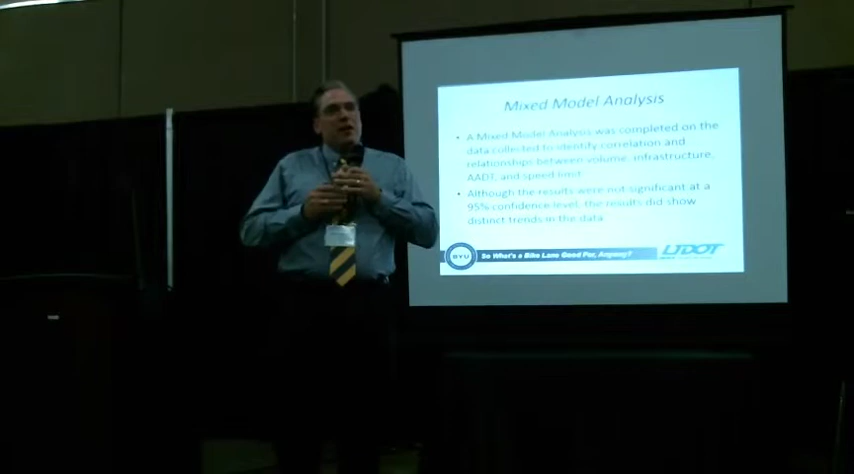 Mixed Model Analysis
• A Mixed Model Analysis was completed on the
data collected to identify correlation and
relationships between volume, infrastructure,
AADT, and speed limit.
• Although the results were not significant at a
95% confidence level, the results did show
distinct trends in the data.
BYU
So What's a Bike Lane Good For, Anyway?
UDOT